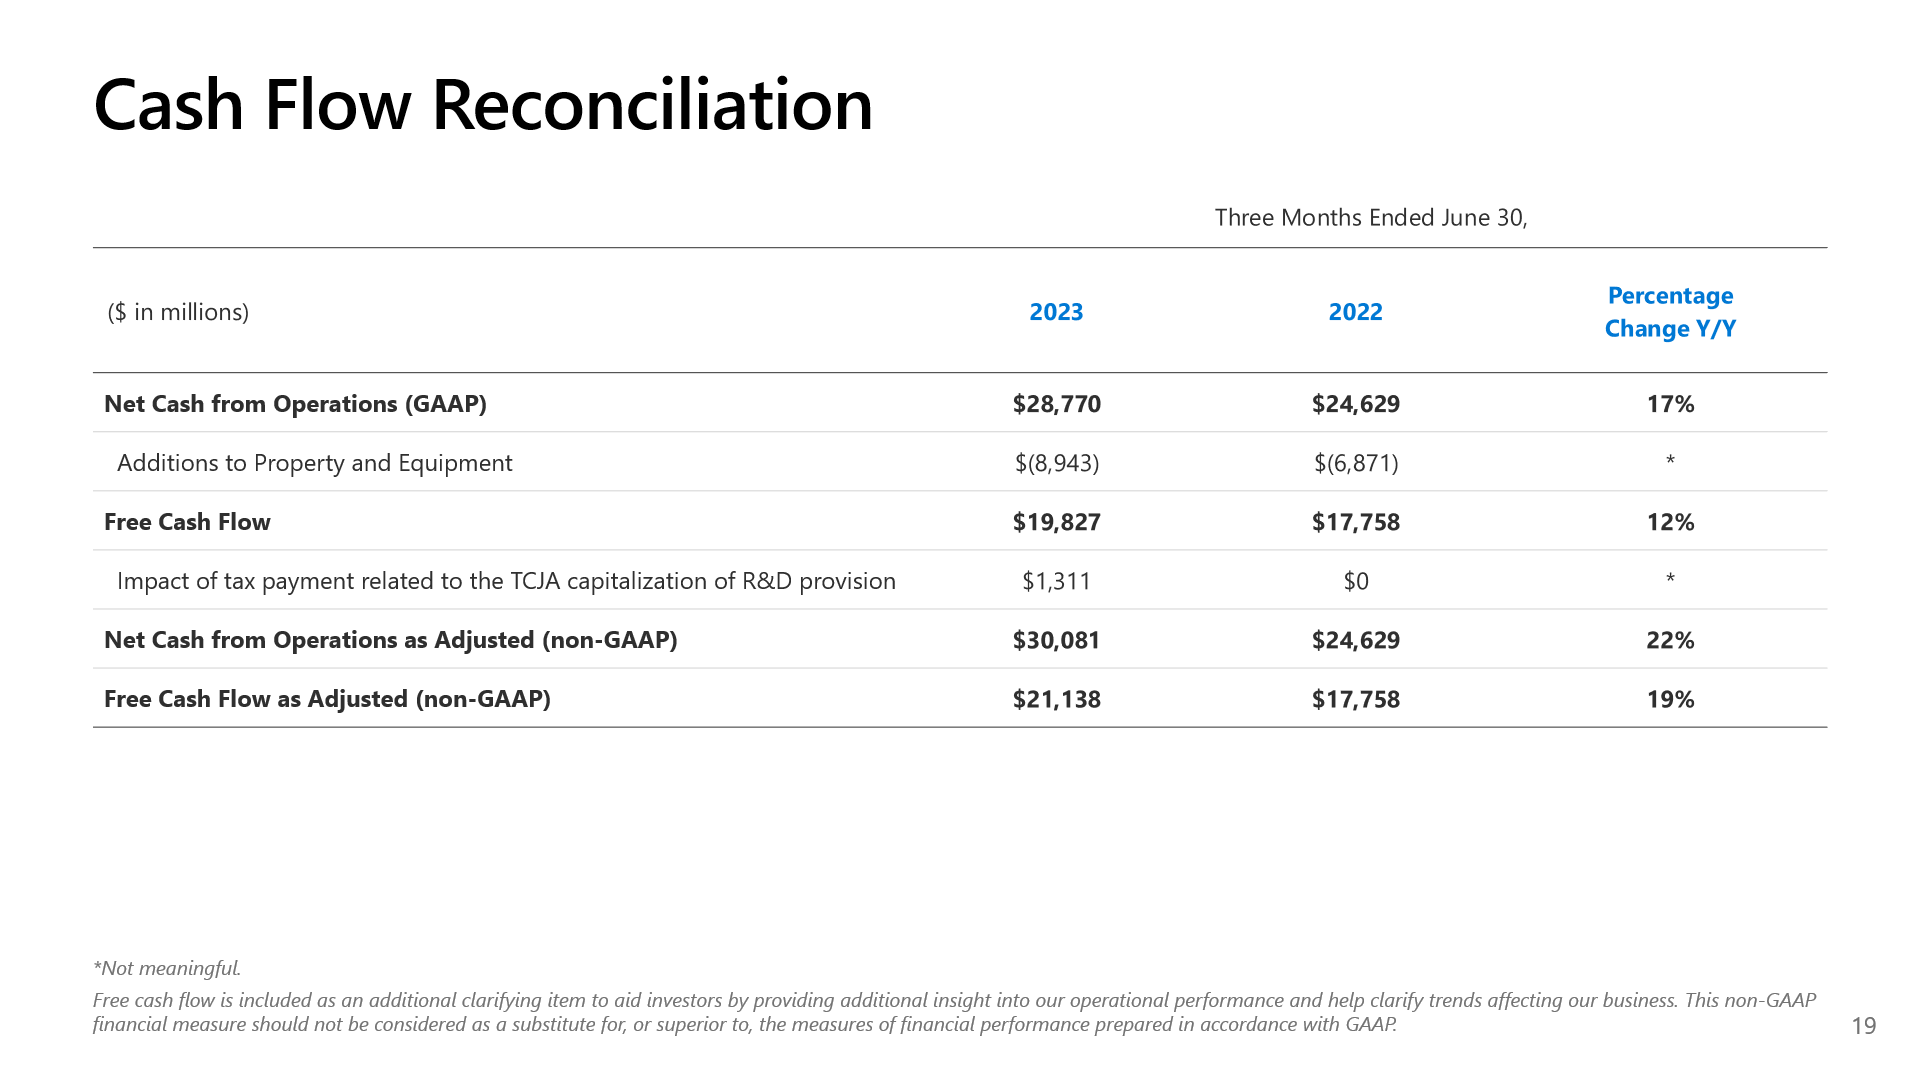 Cash Flow Reconciliation
Three Months Ended June 30,
($ in millions) 2023 2022 Percentage Change Y/Y
Net Cash from Operations (GAAP) $28,770 $24,629 17%
Additions to Property and Equipment $(8,943) $(6,871) *
Free Cash Flow $19,827 $17,758 12%
Impact of tax payment related to the TCJA capitalization of R&D provision $1,311 $0 *
Net Cash from Operations as Adjusted (non-GAAP) $30,081 $24,629 22%
Free Cash Flow as Adjusted (non-GAAP) $21,138 $17,758 19%
*Not meaningful.
Free cash flow is included as an additional clarifying item to aid investors by providing additional insight into our operational performance and help clarify trends affecting our business. This non-GAAP
financial measure should not be considered as a substitute for, or superior to, the measures of financial performance prepared in accordance with GAAP.
19